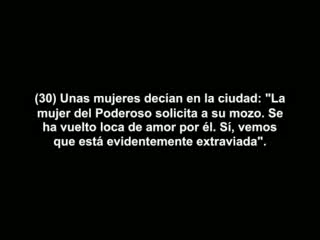 (30) Unas mujeres decían en la ciudad: "La
mujer del Poderoso solicita a su mozo. Se
ha vuelto loca de amor por él. Sí, vemos
que está evidentemente extraviada".